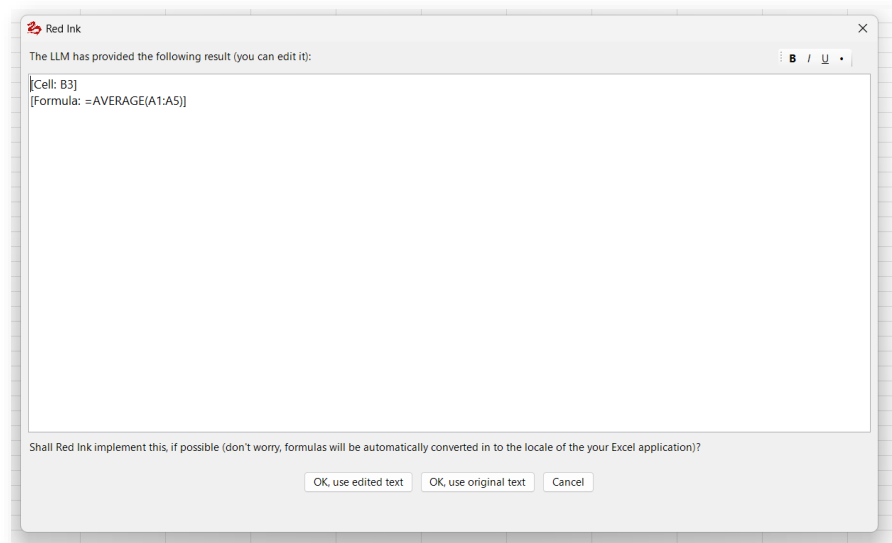 Red Ink
The LLM has provided the following result (you can edit it):
B I U •
[Cell: B3]
[Formula: =AVERAGE(A1:A5)]
Shall Red Ink implement this, if possible (don't worry, formulas will be automatically converted in to the locale of the your Excel application)?
OK, use edited text OK, use original text Cancel